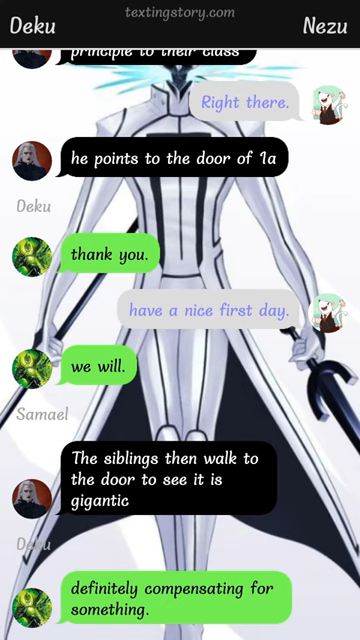 textingstory.com
Deku
Nezu
principle to their class
Right there.
he points to the door of 1a
Deku
thank you.
have a nice first day.
we will.
Samael
The siblings then walk to
the door to see it is
gigantic
Deku
definitely compensating for
something.